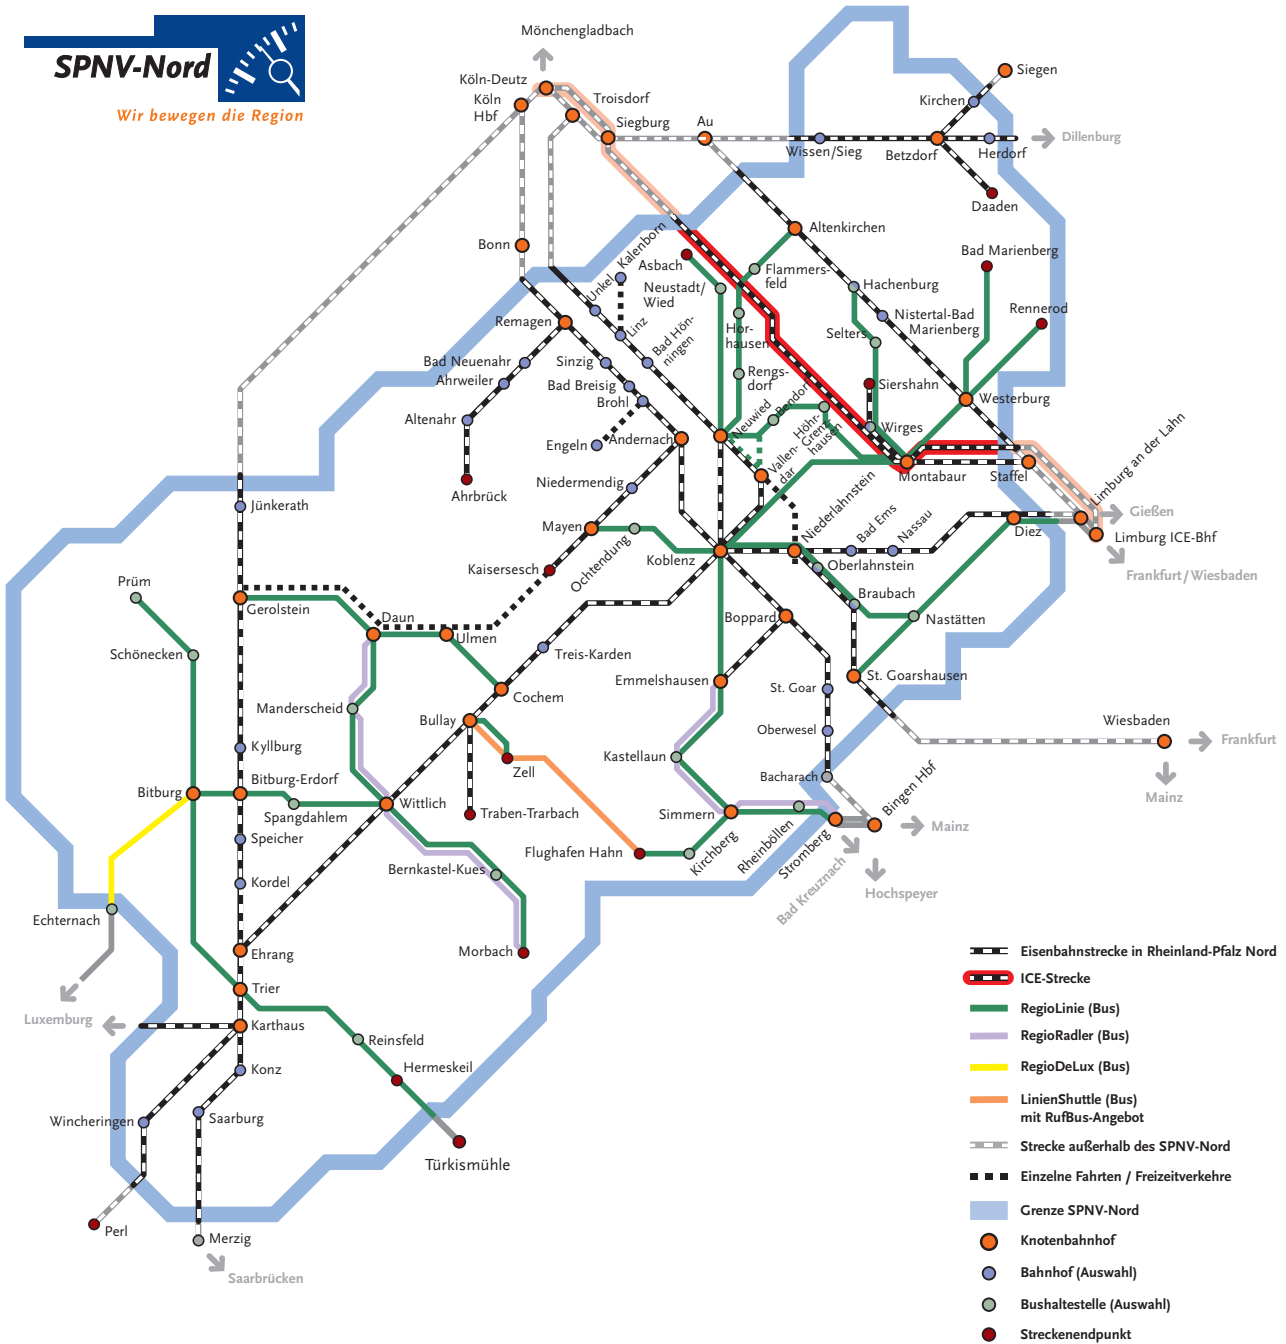 SPNV-Nord
Wir bewegen die Region
Mönchengladbach
Köln-Deutz
Köln
Hbf
Troisdorf
Siegburg
Au
Siegen
Kirchen
Dillenburg
Wissen/Sieg
Betzdorf
Herdorf
Daaden
Bonn
Altenkirchen
Kalenborn
Unkel
Asbach
Neustadt/
Wied
Flammers-
feld
Bad Marienberg
Hachenburg
Rennerod
Nistertal-Bad
Marienberg
Remagen
Linz
Bad Hön-
ningen
Hor-
hausen
Selters
Sinzig
Bad Neuenahr
Ahrweiler
Bad Breisig
Brohl
Rengs-
dorf
Siershahn
Westerburg
Altenahr
Engeln
Andernach
Neuwied
Bendorf
Höhr-
Grenz-
hausen
Wirges
Vallen-
dar
Montabaur
Staffel
Limburg an der Lahn
Ahrbrück
Niedermendig
Jünkerath
Mayen
Ochtendung
Koblenz
Niederlahnstein
Bad Ems
Nassau
Diez
Gießen
Limburg ICE-Bhf
Frankfurt/Wiesbaden
Kaisersesch
Oberlahnstein
Braubach
Nastätten
Prüm
Gerolstein
Daun
Ulmen
Boppard
Schönecken
Treis-Karden
Emmelshausen
St. Goar
St. Goarshausen
Cochem
Manderscheid
Bullay
Oberwesel
Wiesbaden
Frankfurt
Kyllburg
Kastellaun
Zell
Bacharach
Bitburg
Bitburg-Erdorf
Spangdahlem
Wittlich
Traben-Trarbach
Simmern
Bingen Hbf
Mainz
Mainz
Speicher
Flughafen Hahn
Kirchberg
Rheinböllen
Stromberg
Bad Kreuznach
Hochspeyer
Bernkastel-Kues
Kordel
Echternach
Ehrang
Morbach
Trier
Luxemburg
Karthaus
Reinsfeld
Konz
Hermeskeil
Wincheringen
Saarburg
Türkismühle
Perl
Merzig
Saarbrücken
Eisenbahnstrecke in Rheinland-Pfalz Nord
ICE-Strecke
RegioLinie (Bus)
RegioRadler (Bus)
RegioDeLux (Bus)
LinienShuttle (Bus)
mit RufBus-Angebot
Strecke außerhalb des SPNV-Nord
Einzelne Fahrten / Freizeitverkehre
Grenze SPNV-Nord
Knotenbahnhof
Bahnhof (Auswahl)
Bushaltestelle (Auswahl)
Streckenendpunkt